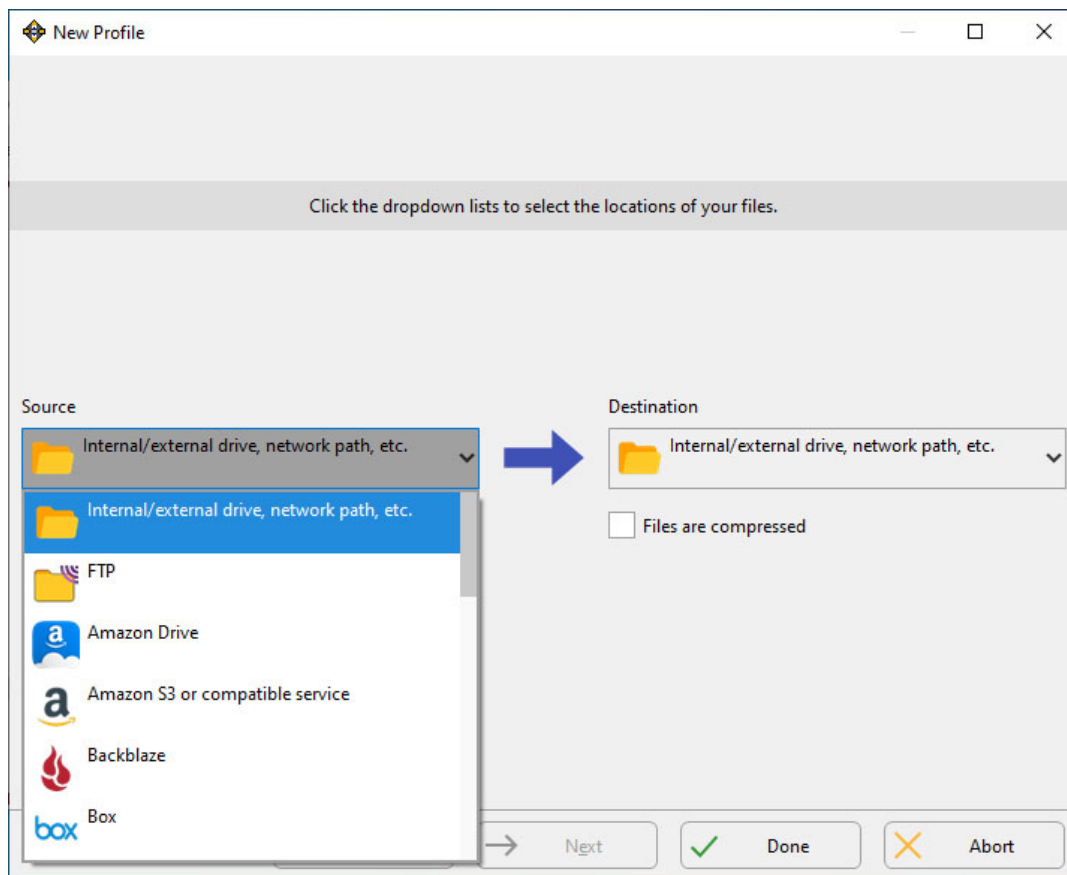 New Profile
Click the dropdown lists to select the locations of your files.
Source
Destination
Internal/external drive, network path, etc.
Internal/external drive, network path, etc.
Internal/external drive, network path, etc.
Files are compressed
FTP
a
Amazon Drive
a
Amazon S3 or compatible service
Backblaze
box
Box
Next
Done
Abort